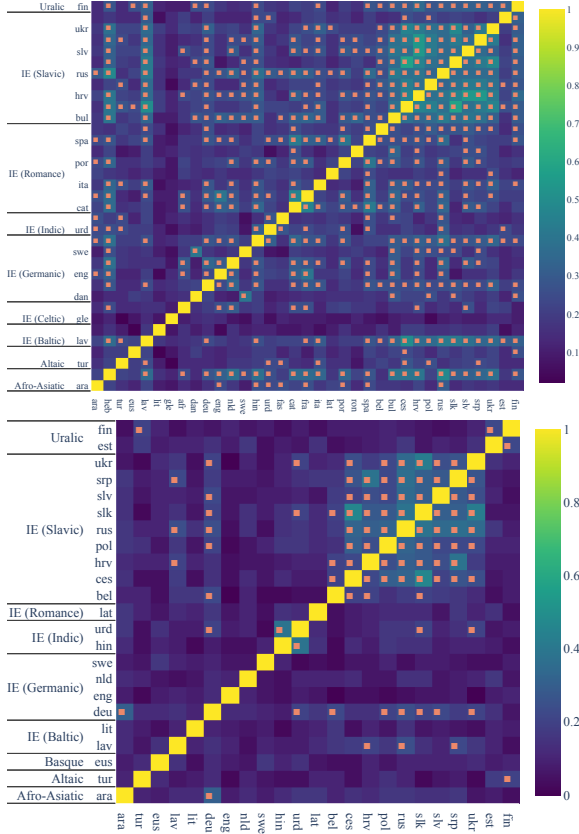 Uralic fin 1
ukr 0.9
IE (Slavic) slv 0.8
rus
hrv 0.7
bul
spa 0.6
IE (Romance) por
ita 0.5
cat
IE (Indic) urd 0.4
swe
IE (Germanic) eng 0.3
dan
IE (Celtic) gle 0.2
IE (Baltic) lav
Altaic tur 0.1
Afro-Asiatic ara
ara heb tur eus lav lit gle afr dan deu eng nld swe hin urd fas cat fra ita lat por ron spa bel bul ces hrv pol rus slk slv srp ukr est fin
Uralic fin 1
est
ukr
srp
slv 0.8
IE (Slavic) slk
rus
pol
hrv 0.6
ces
bel
IE (Romance) lat
IE (Indic) urd
hin 0.4
swe
IE (Germanic) nld
eng
deu 0.2
IE (Baltic) lit
lav
Basque eus
Altaic tur
Afro-Asiatic ara 0
ara tur eus lav lit deu eng nld swe hin urd lat bel ces hrv pol rus slk slv srp ukr est fin